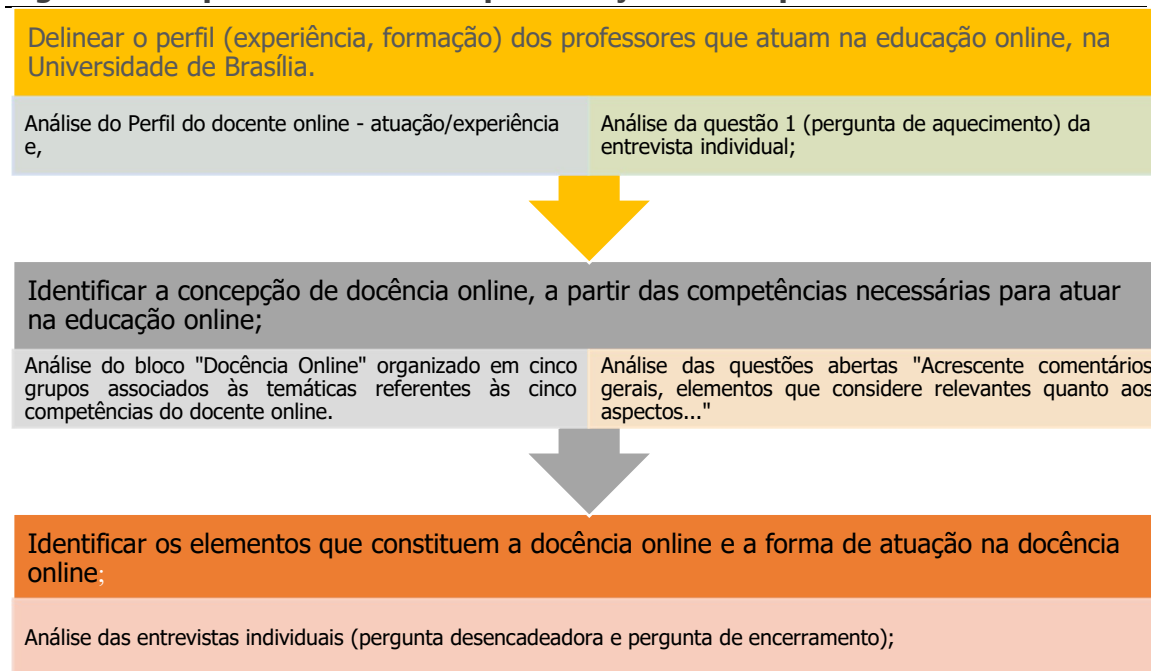 Delinear o perfil (experiência, formação) dos professores que atuam na educação online, na
Universidade de Brasília.
Análise do Perfil do docente online - atuação/experiência
e,
Análise da questão 1 (pergunta de aquecimento) da
entrevista individual;
Identificar a concepção de docência online, a partir das competências necessárias para atuar
na educação online;
Análise do bloco "Docência Online" organizado em cinco
grupos associados às temáticas referentes às cinco
competências do docente online.
Análise das questões abertas "Acrescente comentários
gerais, elementos que considere relevantes quanto aos
aspectos..."
Identificar os elementos que constituem a docência online e a forma de atuação na docência
online;
Análise das entrevistas individuais (pergunta desencadeadora e pergunta de encerramento);